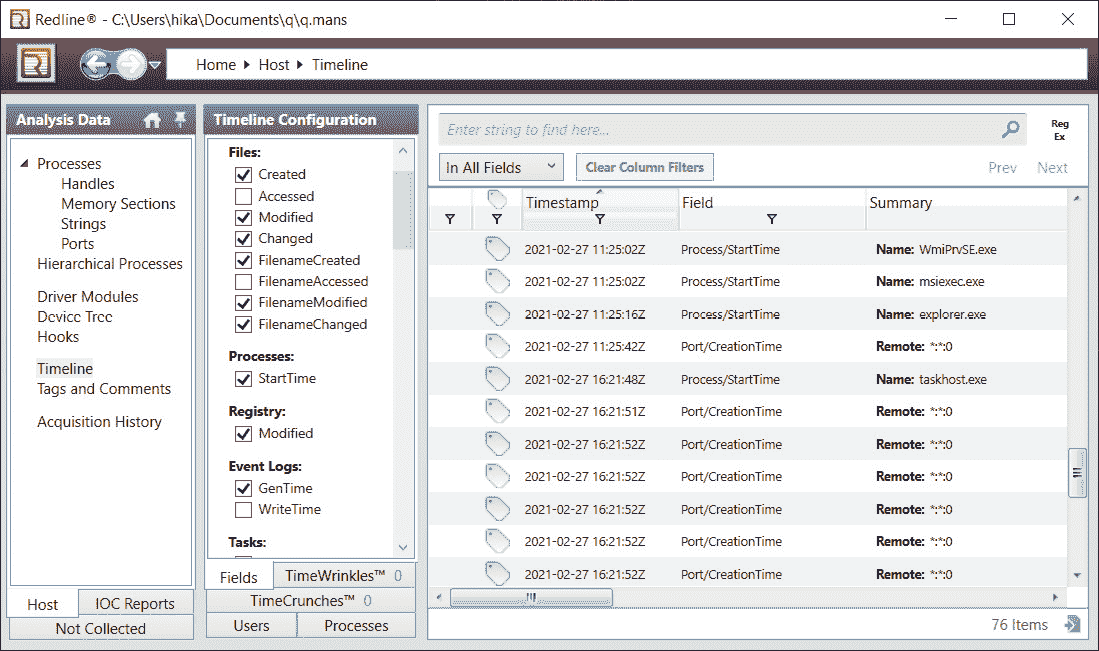 Redline® - C:\Users\hika\Documents\q\q.mans
Home Host Timeline
Analysis Data
Processes
Handles
Memory Sections
Strings
Ports
Hierarchical Processes
Driver Modules
Device Tree
Hooks
Timeline
Tags and Comments
Acquisition History
Host
IOC Reports
Not Collected
Timeline Configuration
Files:
Created
Accessed
Modified
Changed
FilenameCreated
FilenameAccessed
FilenameModified
FilenameChanged
Processes:
StartTime
Registry:
Modified
Event Logs:
GenTime
WriteTime
Tasks:
Fields
TimeWrinkles™ 0
TimeCrunches™ 0
Users
Processes
Enter string to find here...
Reg
Ex
In All Fields
Clear Column Filters
Prev Next
Timestamp Field Summary
2021-02-27 11:25:02Z Process/StartTime Name: WmiPrvSE.exe
2021-02-27 11:25:02Z Process/StartTime Name: msiexec.exe
2021-02-27 11:25:16Z Process/StartTime Name: explorer.exe
2021-02-27 11:25:42Z Port/CreationTime Remote: *:*:0
2021-02-27 16:21:48Z Process/StartTime Name: taskhost.exe
2021-02-27 16:21:51Z Port/CreationTime Remote: *:*:0
2021-02-27 16:21:52Z Port/CreationTime Remote: *:*:0
2021-02-27 16:21:52Z Port/CreationTime Remote: *:*:0
2021-02-27 16:21:52Z Port/CreationTime Remote: *:*:0
2021-02-27 16:21:52Z Port/CreationTime Remote: *:*:0
2021-02-27 16:21:52Z Port/CreationTime Remote: *:*:0
76 Items